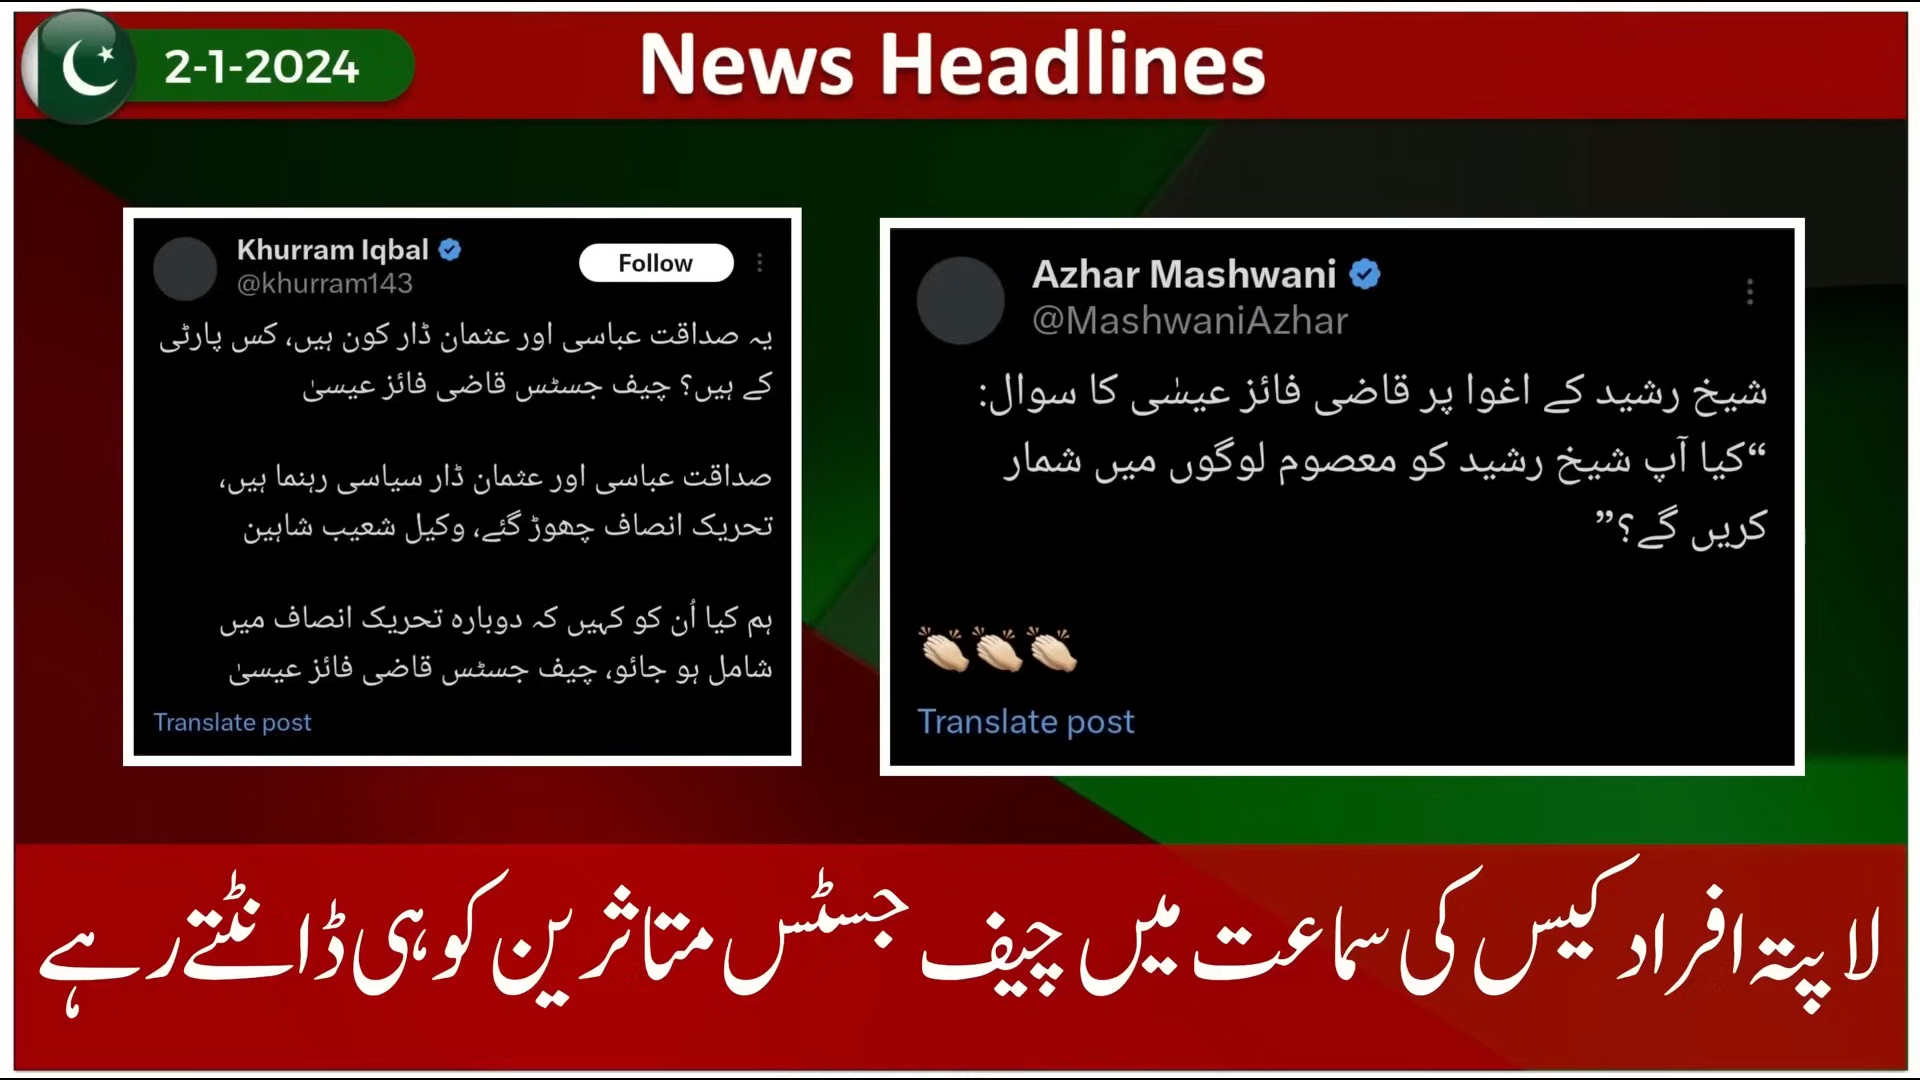 2-1-2024
News Headlines
Khurram Iqbal
Follow
@khurram143
یہ صداقت عباسی اور عثمان ڈار کون ہیں، کس پارٹی
کے ہیں؟ چیف جسٹس قاضی فائز عیسیٰ
صداقت عباسی اور عثمان ڈار سیاسی رہنما ہیں،
تحریک انصاف چھوڑ گئے، وکیل شعیب شاہین
ہم کیا اُن کو کہیں کہ دوبارہ تحریک انصاف میں
شامل ہو جائو، چیف جسٹس قاضی فائز عیسیٰ
Translate post
Azhar Mashwani
@MashwaniAzhar
شیخ رشید کے اغوا پر قاضی فائز عیسٰی کا سوال:
“کیا آپ شیخ رشید کو معصوم لوگوں میں شمار
کریں گے؟”
👏🏻👏🏻👏🏻
Translate post
لاپتہ افراد کیس کی سماعت میں چیف جسٹس متاثرین کو ہی ڈانٹتے رہے